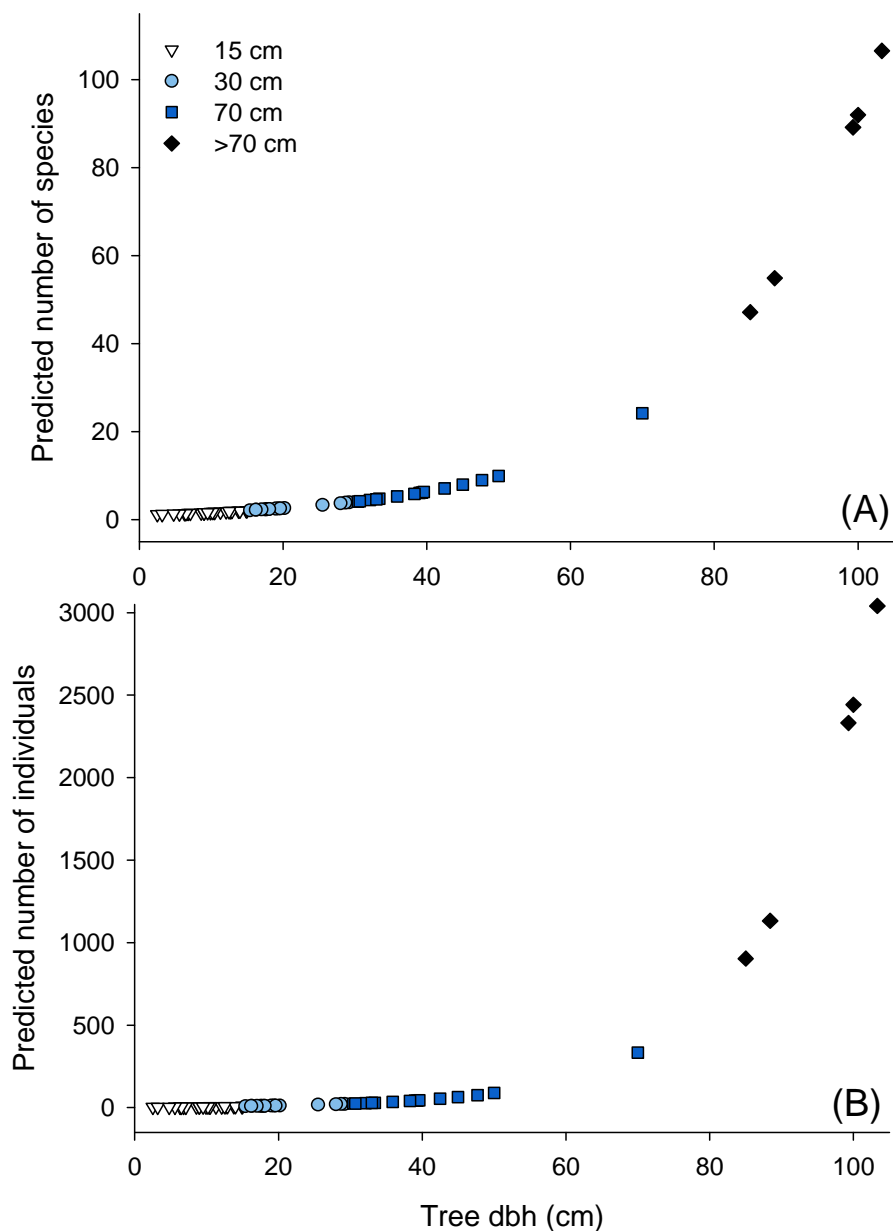 15 cm
30 cm
70 cm
>70 cm
Predicted number of species
100
80
60
40
20
0
(A)
0 20 40 60 80 100
Predicted number of individuals
3000
2500
2000
1500
1000
500
0
(B)
0 20 40 60 80 100
Tree dbh (cm)